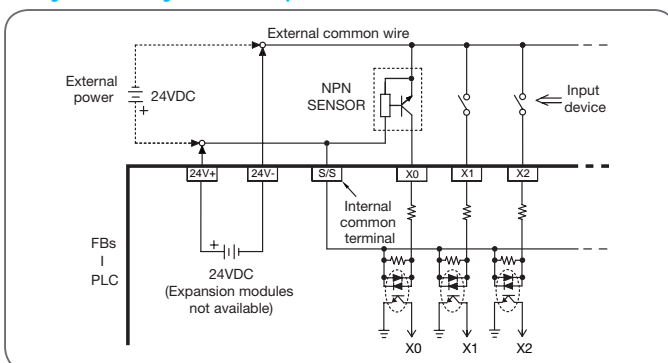 External common wire
External
power
24VDC
+
NPN
SENSOR
Input
device
24V+
24V-
S/S
X0
X1
X2
Internal
common
terminal
FBs
I
PLC
+
24VDC
(Expansion modules
not available)
X0
X1
X2